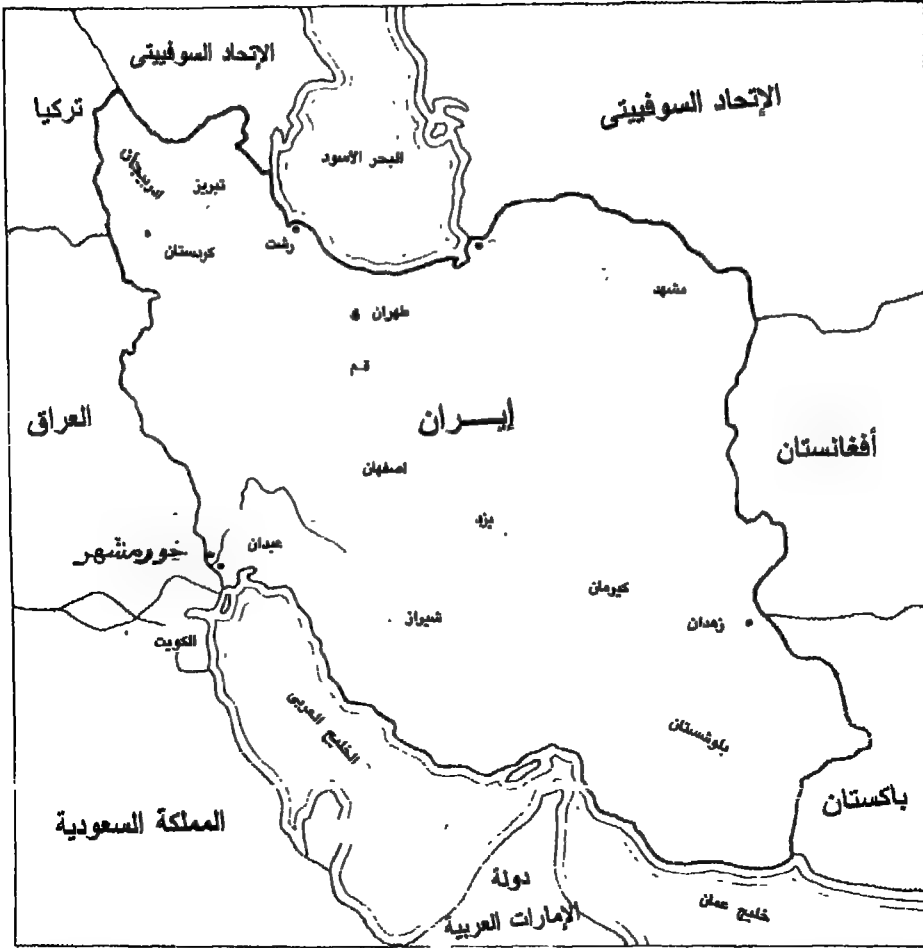 الإتحاد السوفييتى
الإتحاد السوفييتى
تركيا
البحر الأسود
تبريز
رشت
كردستان
مشهد
طهران
قم
إيــران
العراق
أفغانستان
اصفهان
يزد
عبدان
خورمشهر
كيرمان
شيراز
زهدان
الكويت
الخليج العربى
بلوشستان
باكستان
المملكة السعودية
دولة
الإمارات العربية
خليج عمان